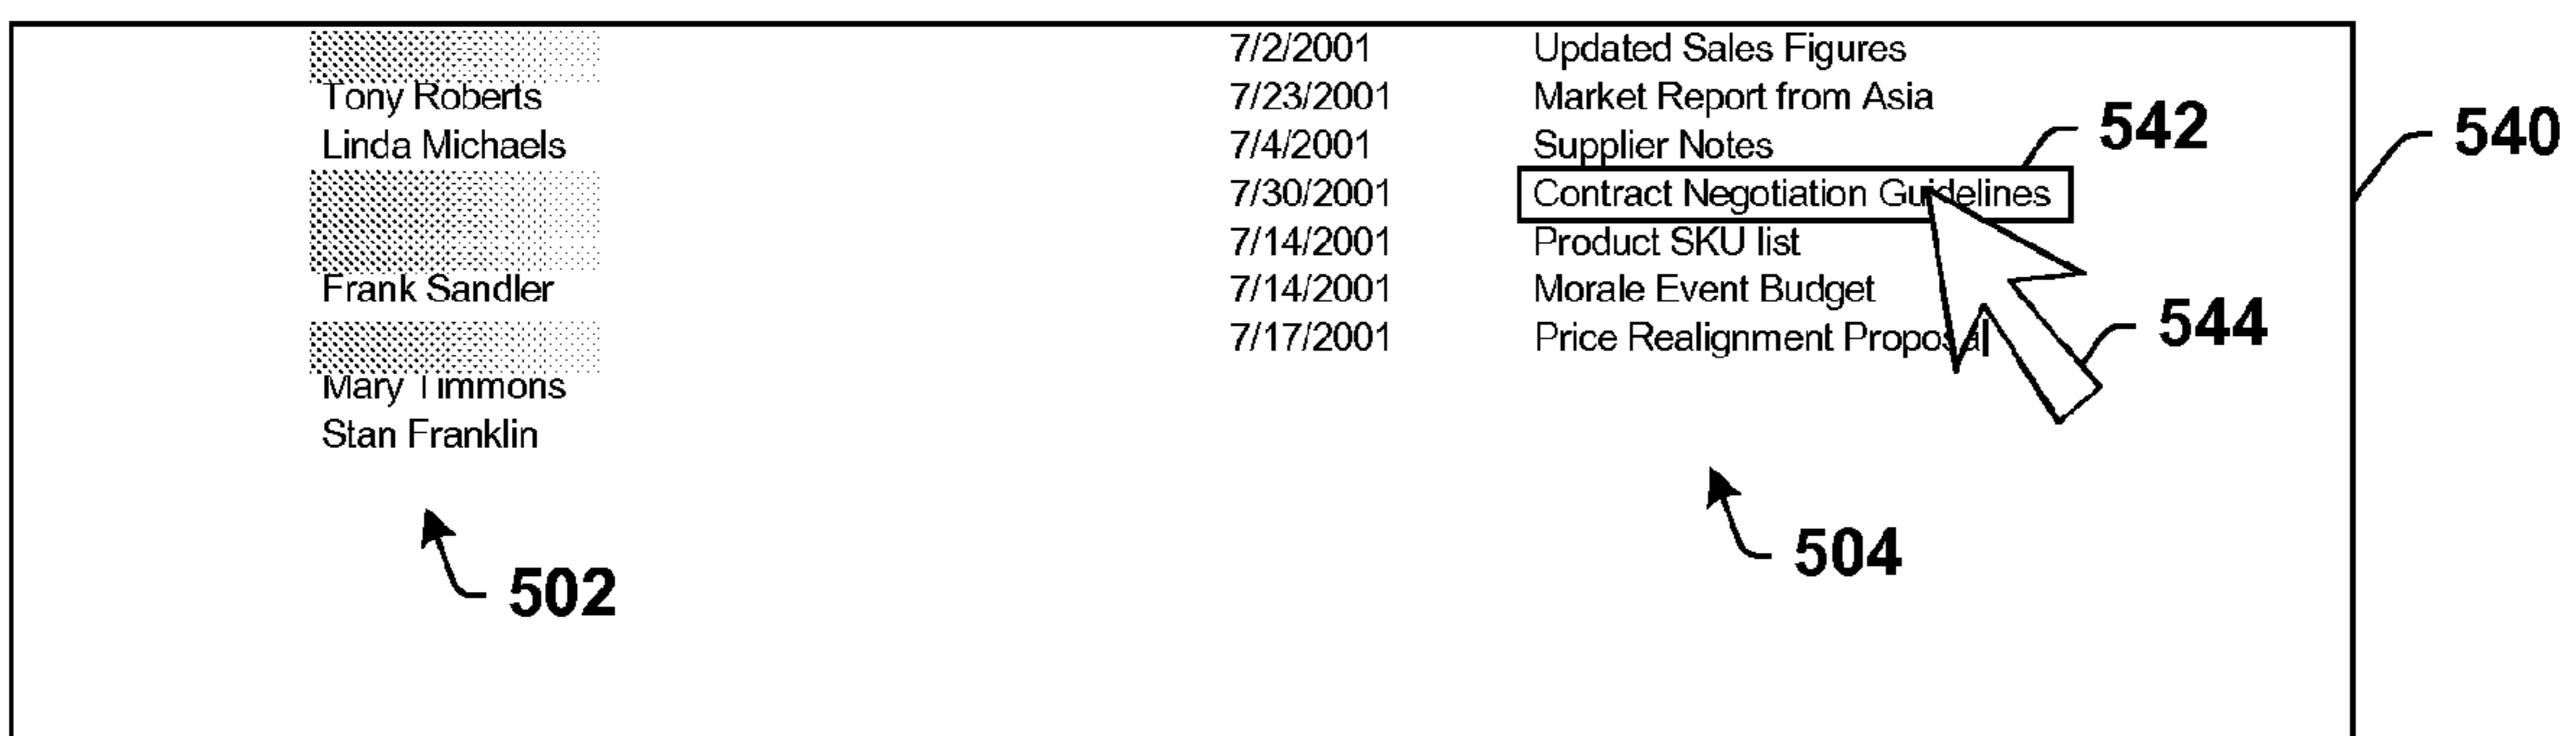 7/2/2001 Updated Sales Figures
Tony Roberts 7/23/2001 Market Report from Asia
Linda Michaels 7/4/2001 Supplier Notes
542
540
7/30/2001 Contract Negotiation Guidelines
7/14/2001 Product SKU list
Frank Sandler 7/14/2001 Morale Event Budget
544
7/17/2001 Price Realignment Proposal
Mary Timmons
Stan Franklin
504
502